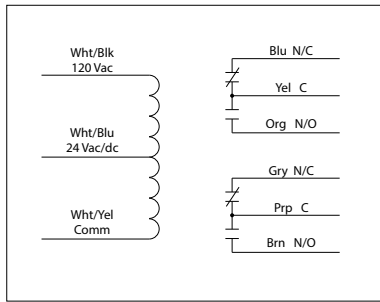 Wht/Blk
120 Vac
Wht/Blu
24 Vac/dc
Wht/Yel
Comm
Blu N/C
Yel C
Org N/O
Gry N/C
Prp C
Brn N/O